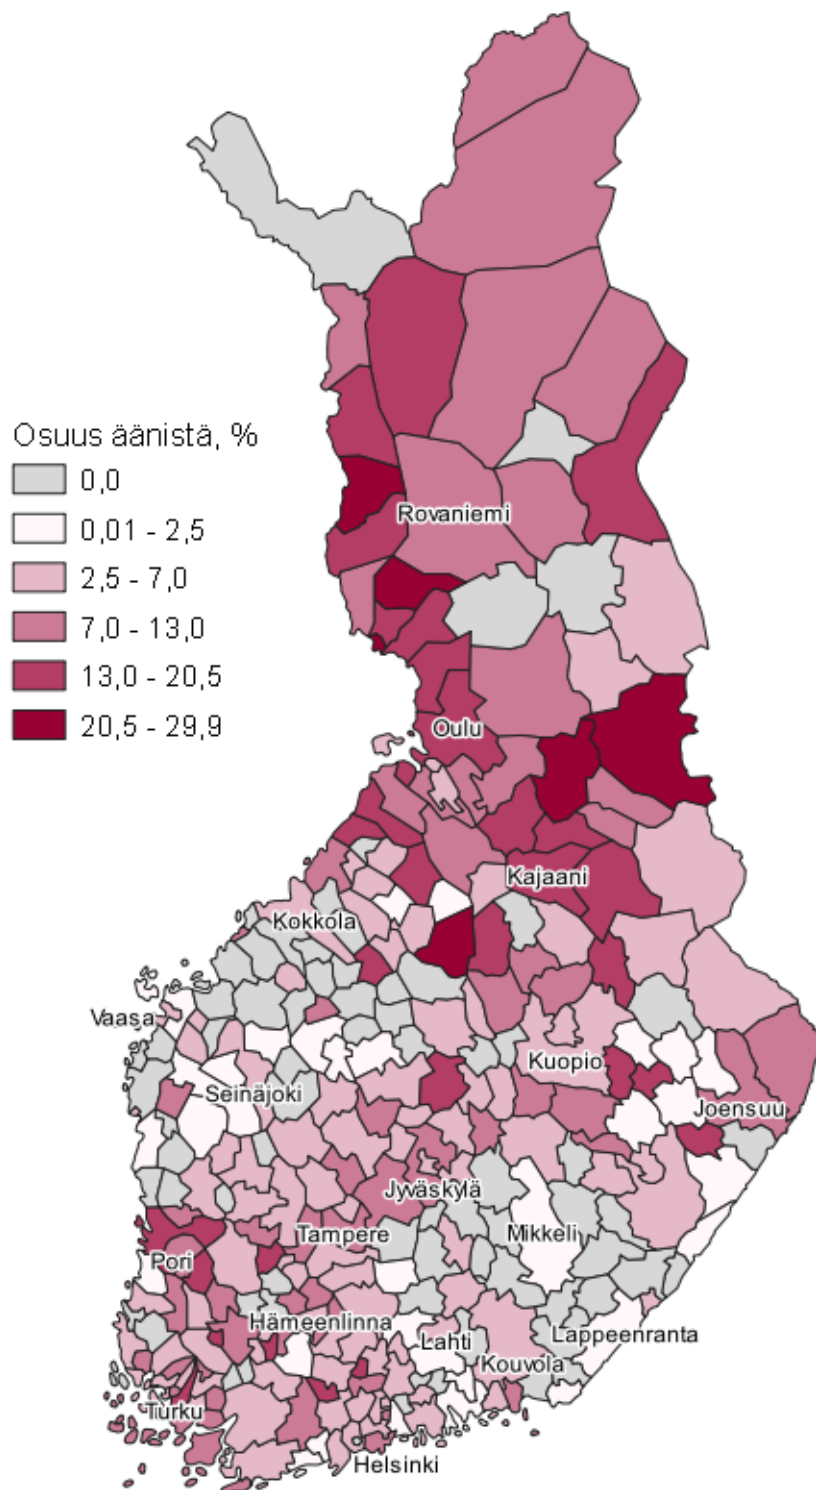 Osuus äänistä, %
0,0
0,01 - 2,5
2,5 - 7,0
7,0 - 13,0
13,0 - 20,5
20,5 - 29,9
Rovaniemi
Oulu
Kajaani
Kokkola
Vaasa
Kuopio
Seinäjoki
Joensuu
Jyväskylä
Mikkeli
Tampere
Pori
Hämeenlinna
Lahti
Lappeenranta
Kouvola
Turku
Helsinki